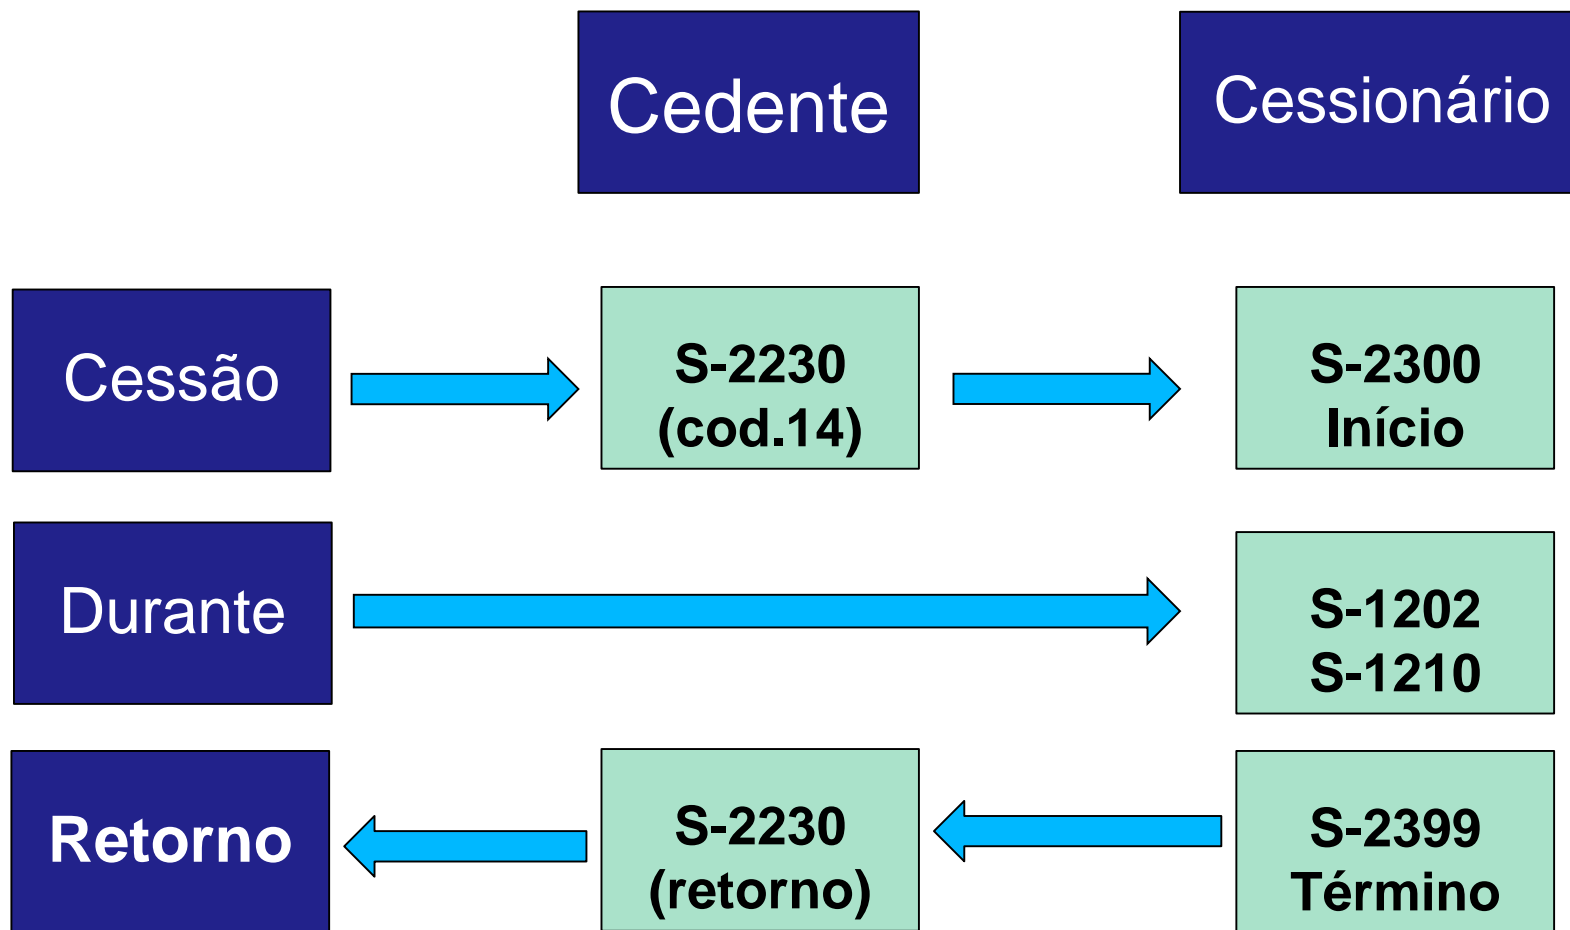 Cedente
Cessionário
Cessão
S-2230
(cod.14)
S-2300
Início
Durante
S-1202
S-1210
Retorno
S-2230
(retorno)
S-2399
Término